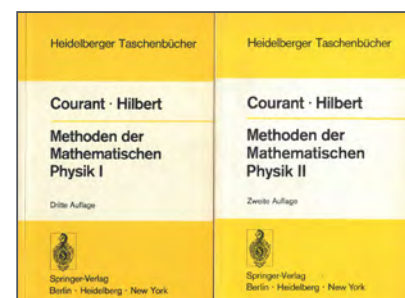 Heidelberger Taschenbücher
Courant · Hilbert
Methoden der
Mathematischen
Physik I
Dritte Auflage
Springer-Verlag
Berlin · Heidelberg · New York
Heidelberger Taschenbücher
Courant · Hilbert
Methoden der
Mathematischen
Physik II
Zweite Auflage
Springer-Verlag
Berlin · Heidelberg · New York